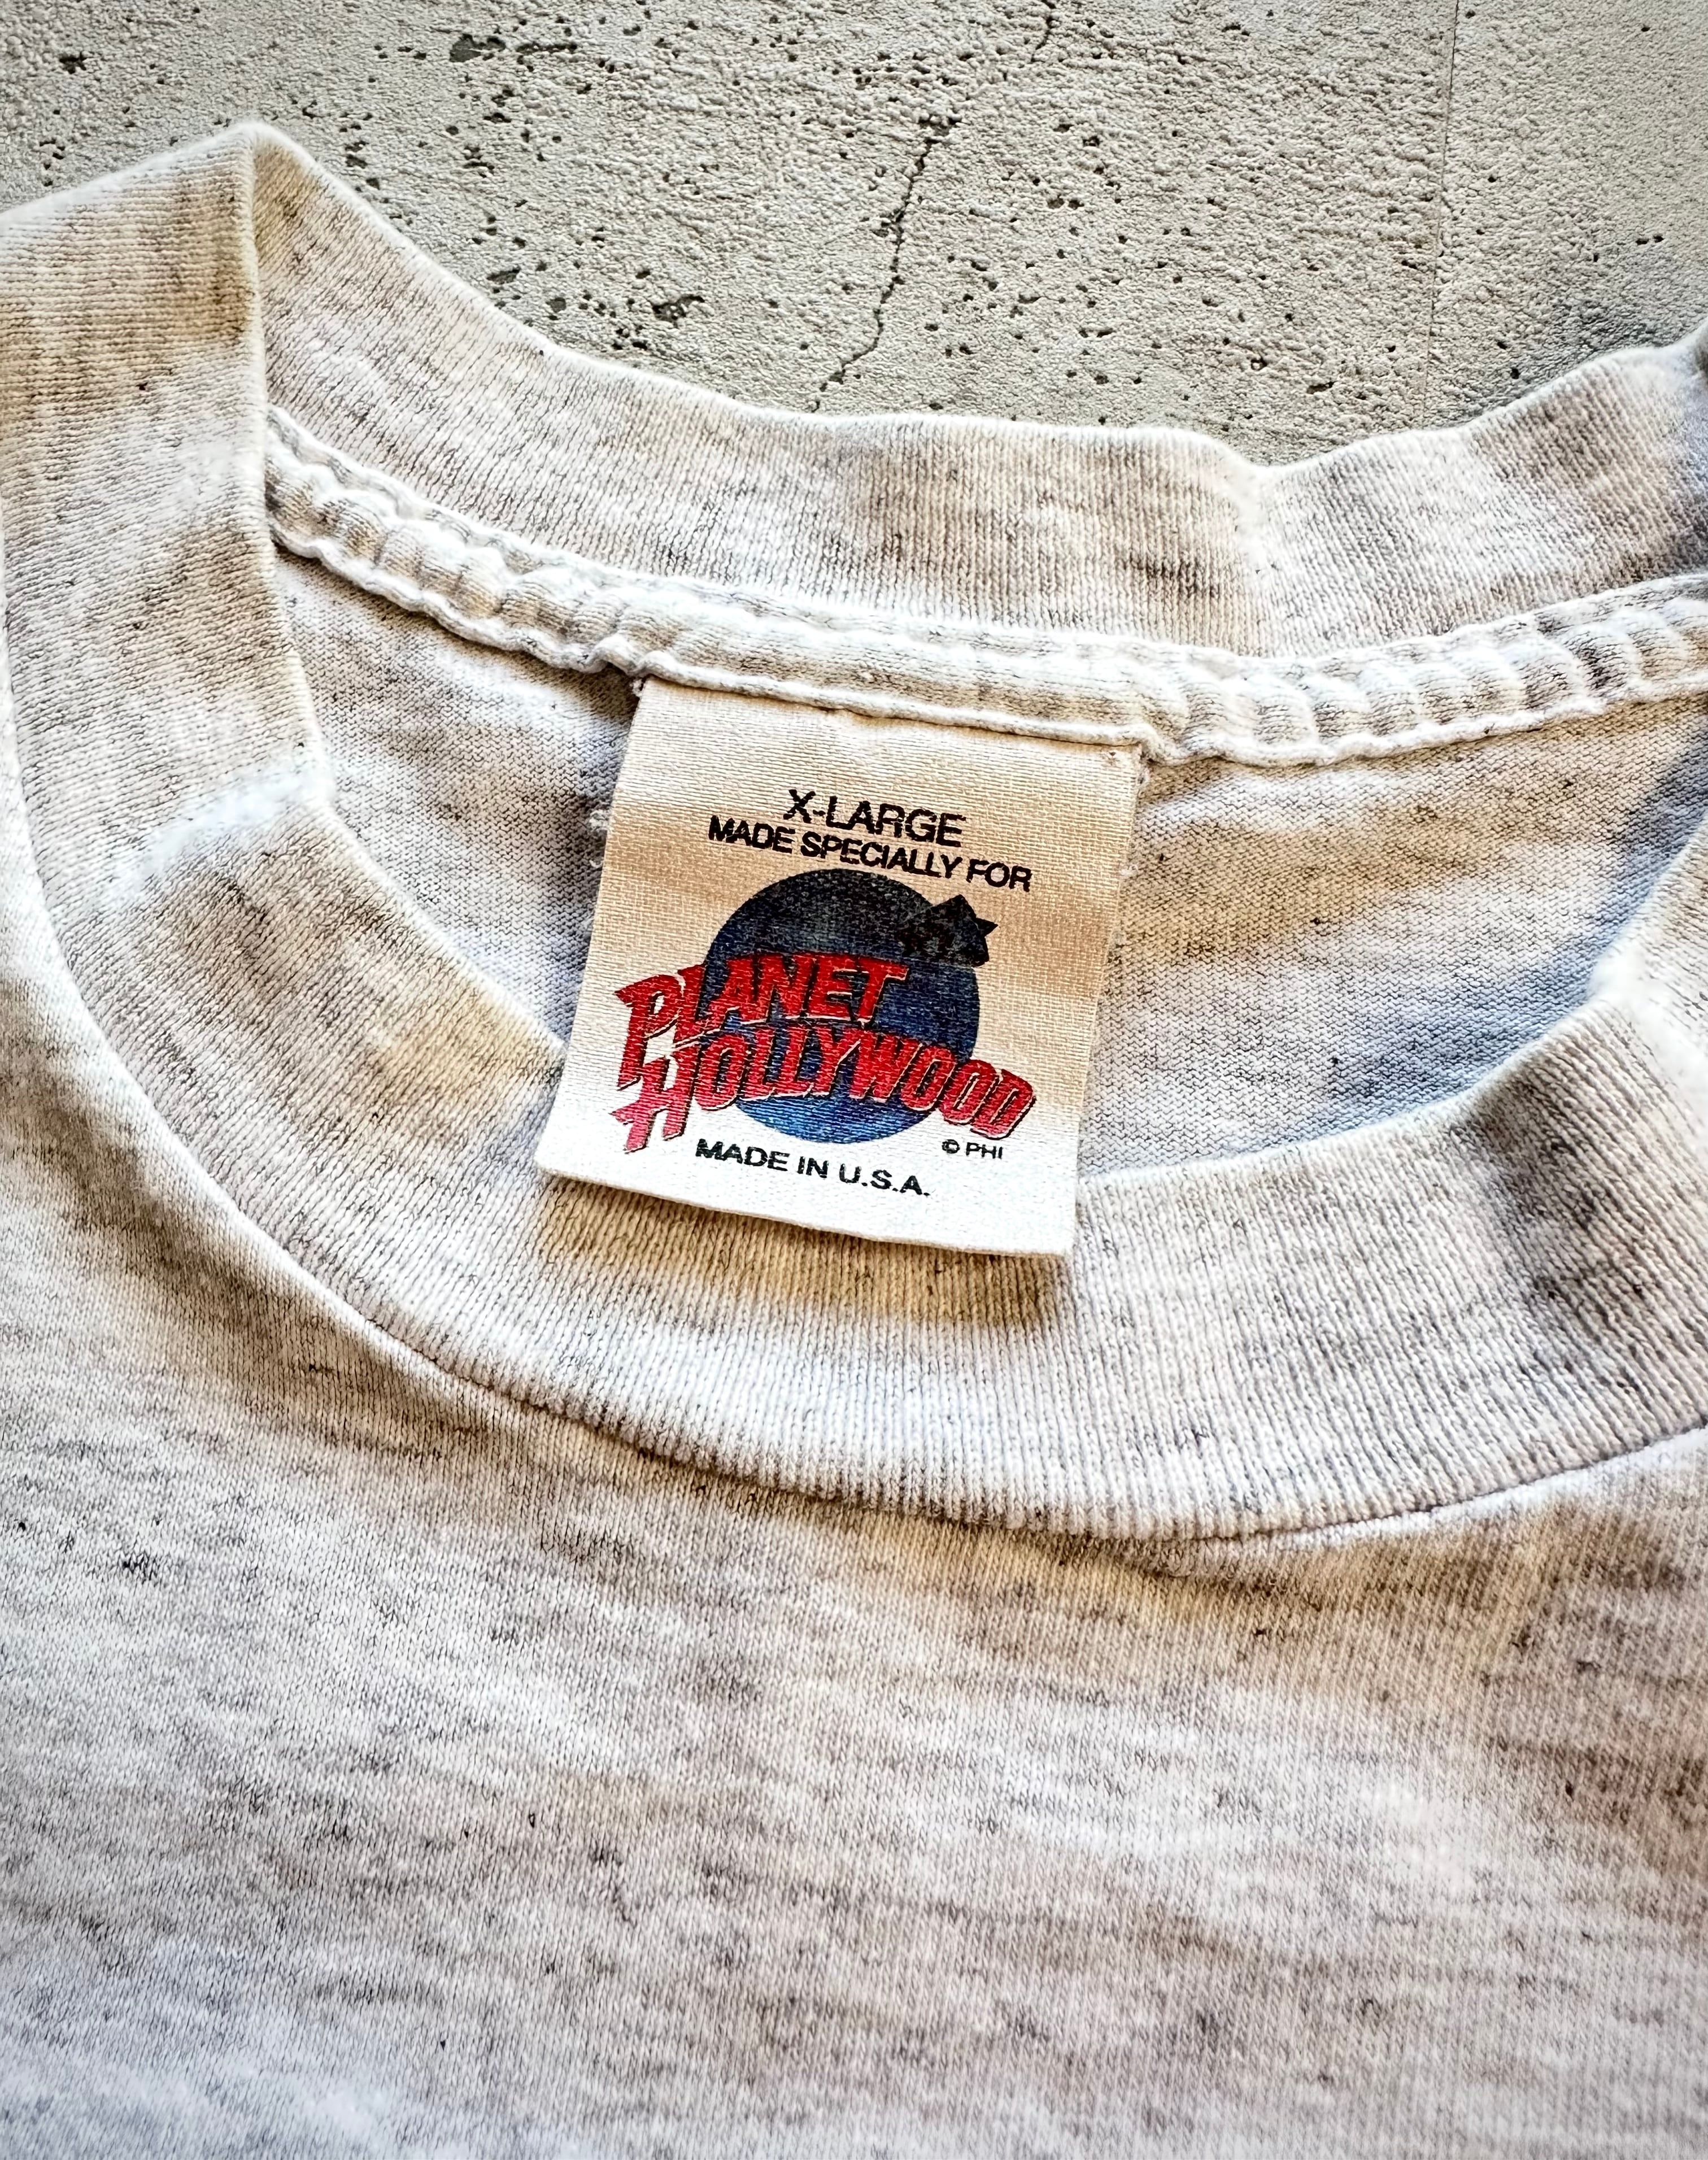 X-LARGE
MADE SPECIALLY FOR
PLANET
HOLLYWOOD
© PHI
MADE IN U.S.A.